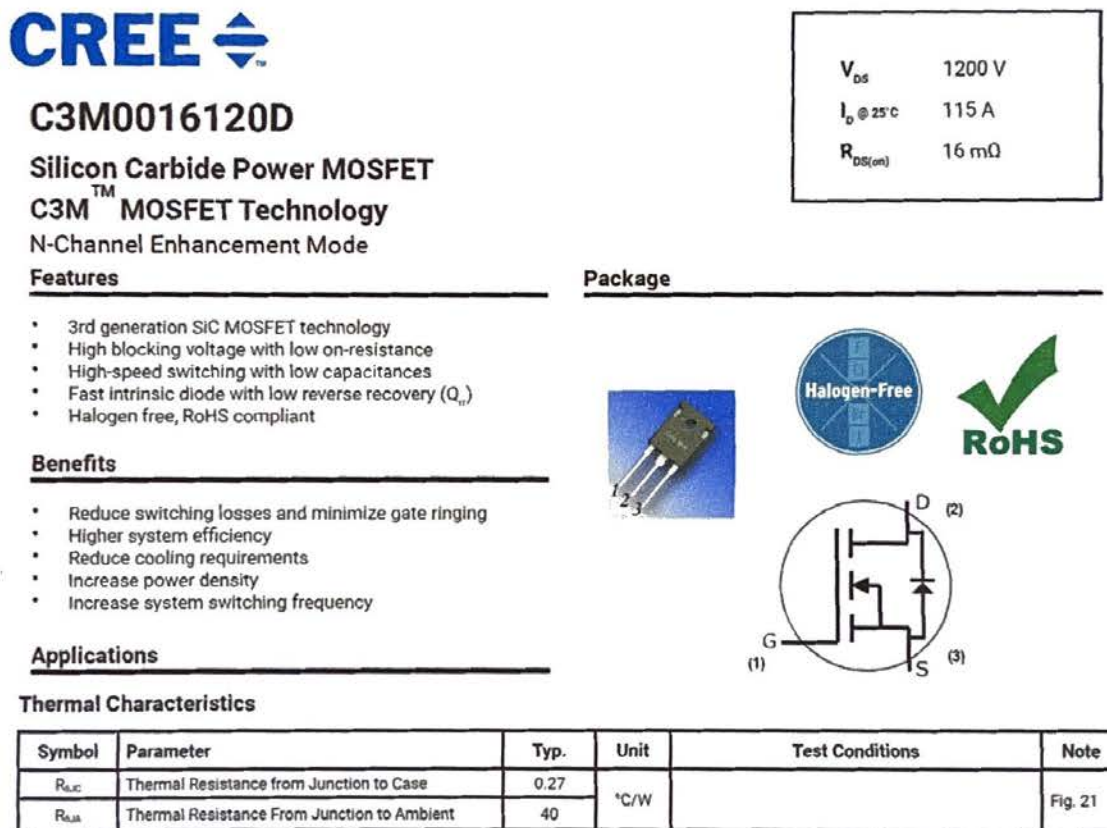 CREE
TM
C3M0016120D
Silicon Carbide Power MOSFET
C3M™ MOSFET Technology
N-Channel Enhancement Mode
V_DS 1200 V
I_D @ 25˚C 115 A
R_DS(on) 16 mΩ
Features
• 3rd generation SiC MOSFET technology
• High blocking voltage with low on-resistance
• High-speed switching with low capacitances
• Fast intrinsic diode with low reverse recovery (Q_rr)
• Halogen free, RoHS compliant
Benefits
• Reduce switching losses and minimize gate ringing
• Higher system efficiency
• Reduce cooling requirements
• Increase power density
• Increase system switching frequency
Applications
Package
Halogen-Free
RoHS
1 2 3
D (2)
G
(1)
S (3)
Thermal Characteristics
Symbol Parameter Typ. Unit Test Conditions Note
R_θJC Thermal Resistance from Junction to Case 0.27 °C/W Fig. 21
R_θJA Thermal Resistance From Junction to Ambient 40